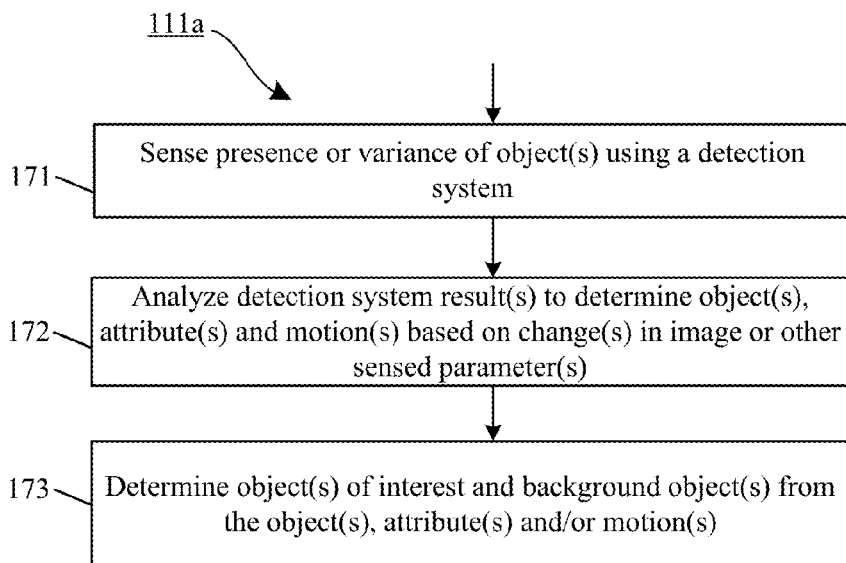 111a
Sense presence or variance of object(s) using a detection
system
171
Analyze detection system result(s) to determine object(s),
attribute(s) and motion(s) based on change(s) in image or other
sensed parameter(s)
172
Determine object(s) of interest and background object(s) from
the object(s), attribute(s) and/or motion(s)
173